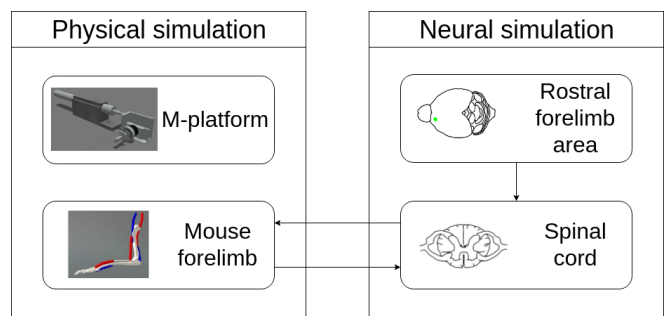 Physical simulation
M-platform
Mouse
forelimb
Neural simulation
Rostral
forelimb
area
Spinal
cord